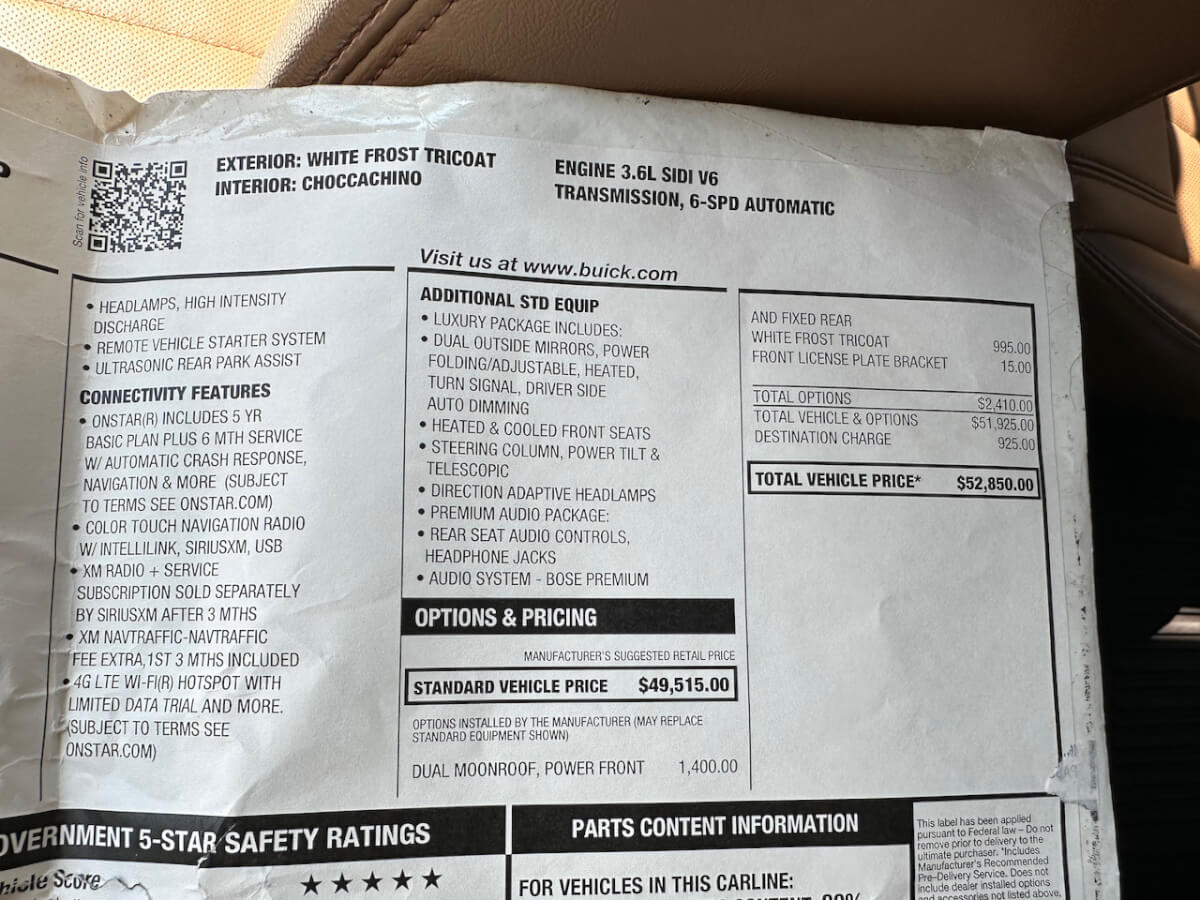 Scan for vehicle info
EXTERIOR: WHITE FROST TRICOAT
INTERIOR: CHOCCACHINO
ENGINE 3.6L SIDI V6
TRANSMISSION, 6-SPD AUTOMATIC
Visit us at www.buick.com
• HEADLAMPS, HIGH INTENSITY
DISCHARGE
• REMOTE VEHICLE STARTER SYSTEM
• ULTRASONIC REAR PARK ASSIST
CONNECTIVITY FEATURES
• ONSTAR(R) INCLUDES 5 YR
BASIC PLAN PLUS 6 MTH SERVICE
W/ AUTOMATIC CRASH RESPONSE,
NAVIGATION & MORE (SUBJECT
TO TERMS SEE ONSTAR.COM)
• COLOR TOUCH NAVIGATION RADIO
W/ INTELLILINK, SIRIUSXM, USB
• XM RADIO + SERVICE
SUBSCRIPTION SOLD SEPARATELY
BY SIRIUSXM AFTER 3 MTHS
• XM NAVTRAFFIC-NAVTRAFFIC
FEE EXTRA,1ST 3 MTHS INCLUDED
• 4G LTE WI-FI(R) HOTSPOT WITH
LIMITED DATA TRIAL AND MORE.
(SUBJECT TO TERMS SEE
ONSTAR.COM)
ADDITIONAL STD EQUIP
• LUXURY PACKAGE INCLUDES:
• DUAL OUTSIDE MIRRORS, POWER
FOLDING/ADJUSTABLE, HEATED,
TURN SIGNAL, DRIVER SIDE
AUTO DIMMING
• HEATED & COOLED FRONT SEATS
• STEERING COLUMN, POWER TILT &
TELESCOPIC
• DIRECTION ADAPTIVE HEADLAMPS
• PREMIUM AUDIO PACKAGE:
• REAR SEAT AUDIO CONTROLS,
HEADPHONE JACKS
• AUDIO SYSTEM - BOSE PREMIUM
OPTIONS & PRICING
MANUFACTURER'S SUGGESTED RETAIL PRICE
STANDARD VEHICLE PRICE $49,515.00
OPTIONS INSTALLED BY THE MANUFACTURER (MAY REPLACE
STANDARD EQUIPMENT SHOWN)
DUAL MOONROOF, POWER FRONT 1,400.00
AND FIXED REAR
WHITE FROST TRICOAT 995.00
FRONT LICENSE PLATE BRACKET 15.00
TOTAL OPTIONS $2,410.00
TOTAL VEHICLE & OPTIONS $51,925.00
DESTINATION CHARGE 925.00
TOTAL VEHICLE PRICE* $52,850.00
OVERNMENT 5-STAR SAFETY RATINGS
hicle Score
★★★★★
PARTS CONTENT INFORMATION
FOR VEHICLES IN THIS CARLINE:
This label has been applied
pursuant to Federal law – Do not
remove prior to delivery to the
ultimate purchaser. *Includes
Manufacturer's Recommended
Pre-Delivery Service. Does not
include dealer installed options
and accessories not listed above,